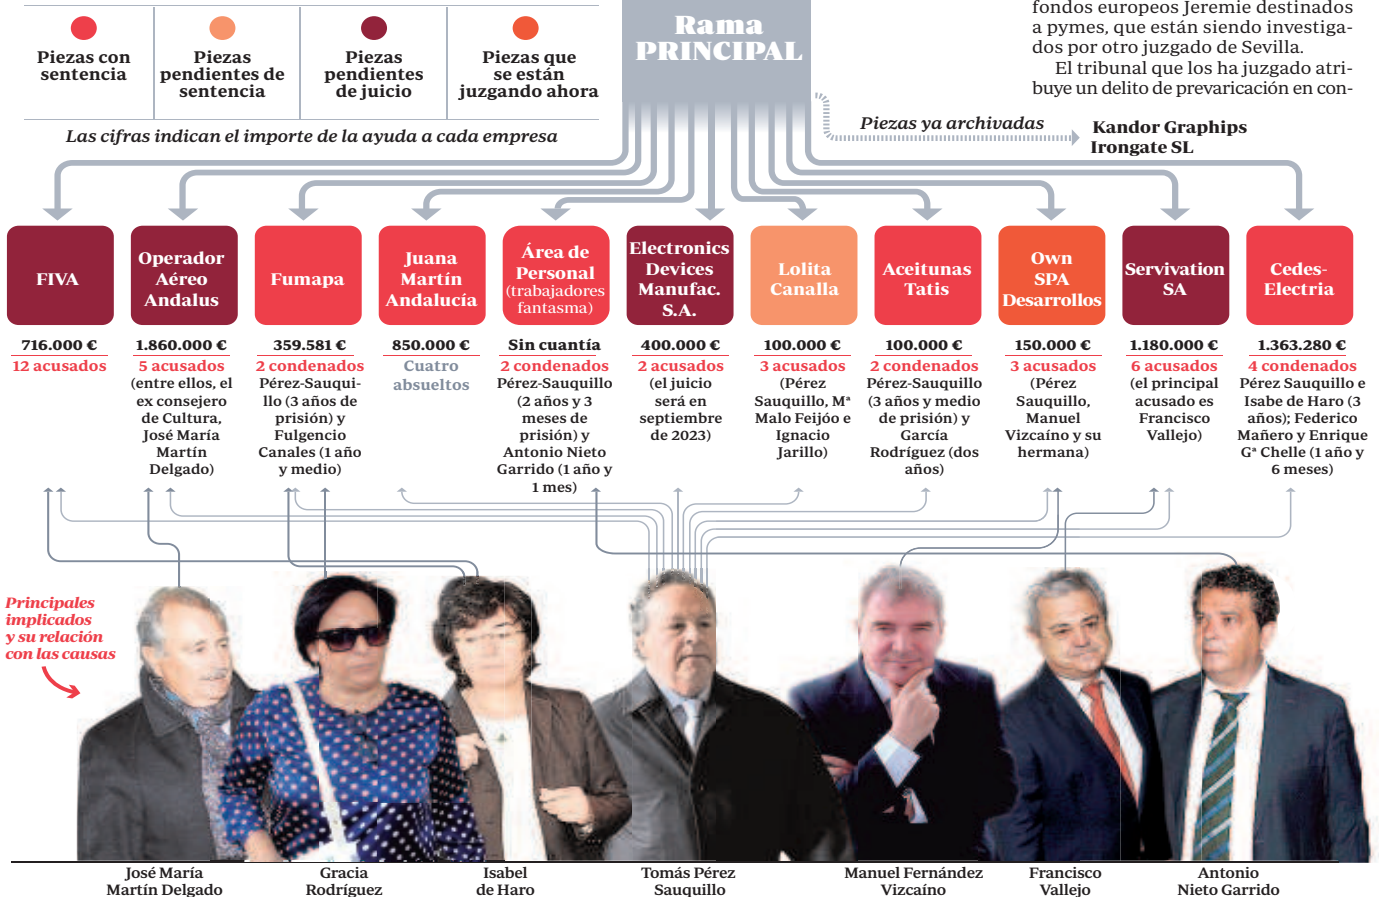 Piezas con
sentencia
Piezas
pendientes de
sentencia
Piezas
pendientes
de juicio
Piezas que
se están
juzgando ahora
Las cifras indican el importe de la ayuda a cada empresa
Rama
PRINCIPAL
fondos europeos Jeremie destinados
a pymes, que están siendo investiga-
dos por otro juzgado de Sevilla.
El tribunal que los ha juzgado atri-
buye un delito de prevaricación en con-
Piezas ya archivadas
Kandor Graphips
Irongate SL
FIVA
716.000 €
12 acusados
Operador
Aéreo
Andalus
1.860.000 €
5 acusados
(entre ellos, el
ex consejero
de Cultura,
José María
Martín
Delgado)
Fumapa
359.581 €
2 condenados
Pérez-Sauqui-
llo (3 años de
prisión) y
Fulgencio
Canales (1 año
y medio)
Juana
Martín
Andalucía
850.000 €
Cuatro
absueltos
Área de
Personal
(trabajadores
fantasma)
Sin cuantía
2 condenados
Pérez-Sauquillo
(2 años y 3
meses de
prisión) y
Antonio Nieto
Garrido (1 año y
1 mes)
Electronics
Devices
Manufac.
S.A.
400.000 €
2 acusados
(el juicio
será en
septiembre
de 2023)
Lolita
Canalla
100.000 €
3 acusados
(Pérez
Sauquillo, Mª
Malo Feijóo e
Ignacio
Jarillo)
Aceitunas
Tatis
100.000 €
2 condenados
Pérez-Sauquillo
(3 años y medio
de prisión) y
García
Rodríguez (dos
años)
Own
SPA
Desarrollos
150.000 €
3 acusados
(Pérez
Sauquillo,
Manuel
Vizcaíno y su
hermana)
Servivation
SA
1.180.000 €
6 acusados
(el principal
acusado es
Francisco
Vallejo)
Cedes-
Electria
1.363.280 €
4 condenados
Pérez Sauquillo e
Isabe de Haro (3
años); Federico
Mañero y Enrique
Gª Chelle (1 año y
6 meses)
Principales
implicados
y su relación
con las causas
José María
Martín Delgado
Gracia
Rodríguez
Isabel
de Haro
Tomás Pérez
Sauquillo
Manuel Fernández
Vizcaíno
Francisco
Vallejo
Antonio
Nieto Garrido